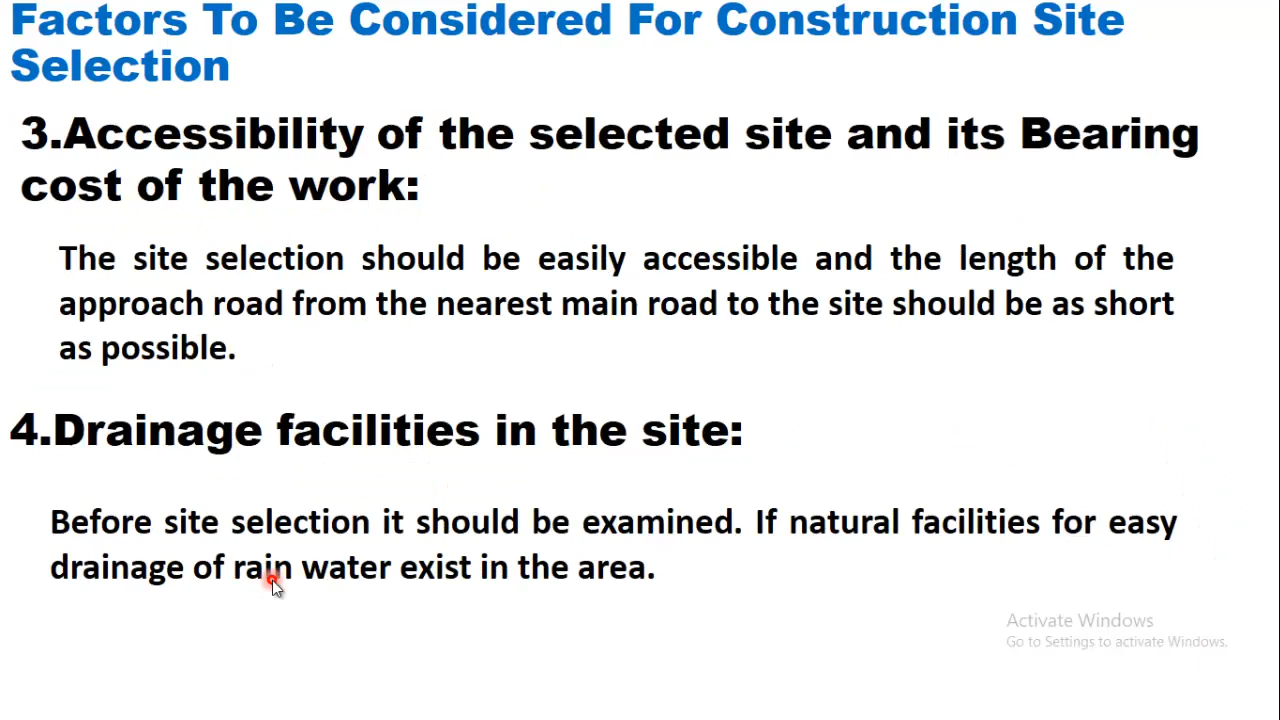 Factors To Be Considered For Construction Site
Selection
3.Accessibility of the selected site and its Bearing
cost of the work:
The site selection should be easily accessible and the length of the
approach road from the nearest main road to the site should be as short
as possible.
4.Drainage facilities in the site:
Before site selection it should be examined. If natural facilities for easy
drainage of rain water exist in the area.
Activate Windows
Go to Settings to activate Windows.